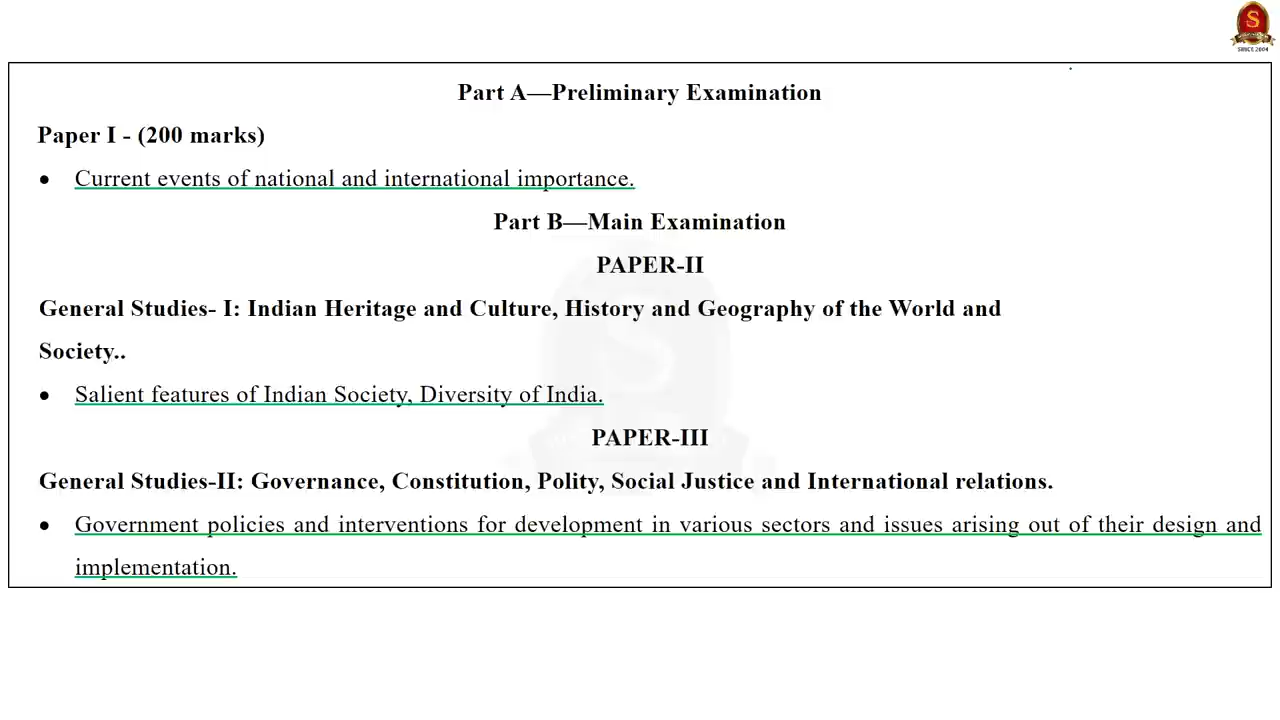 S
SINCE 2004
Part A—Preliminary Examination
Paper I - (200 marks)
● Current events of national and international importance.
Part B—Main Examination
PAPER-II
General Studies- I: Indian Heritage and Culture, History and Geography of the World and
Society..
● Salient features of Indian Society, Diversity of India.
PAPER-III
General Studies-II: Governance, Constitution, Polity, Social Justice and International relations.
● Government policies and interventions for development in various sectors and issues arising out of their design and
implementation.